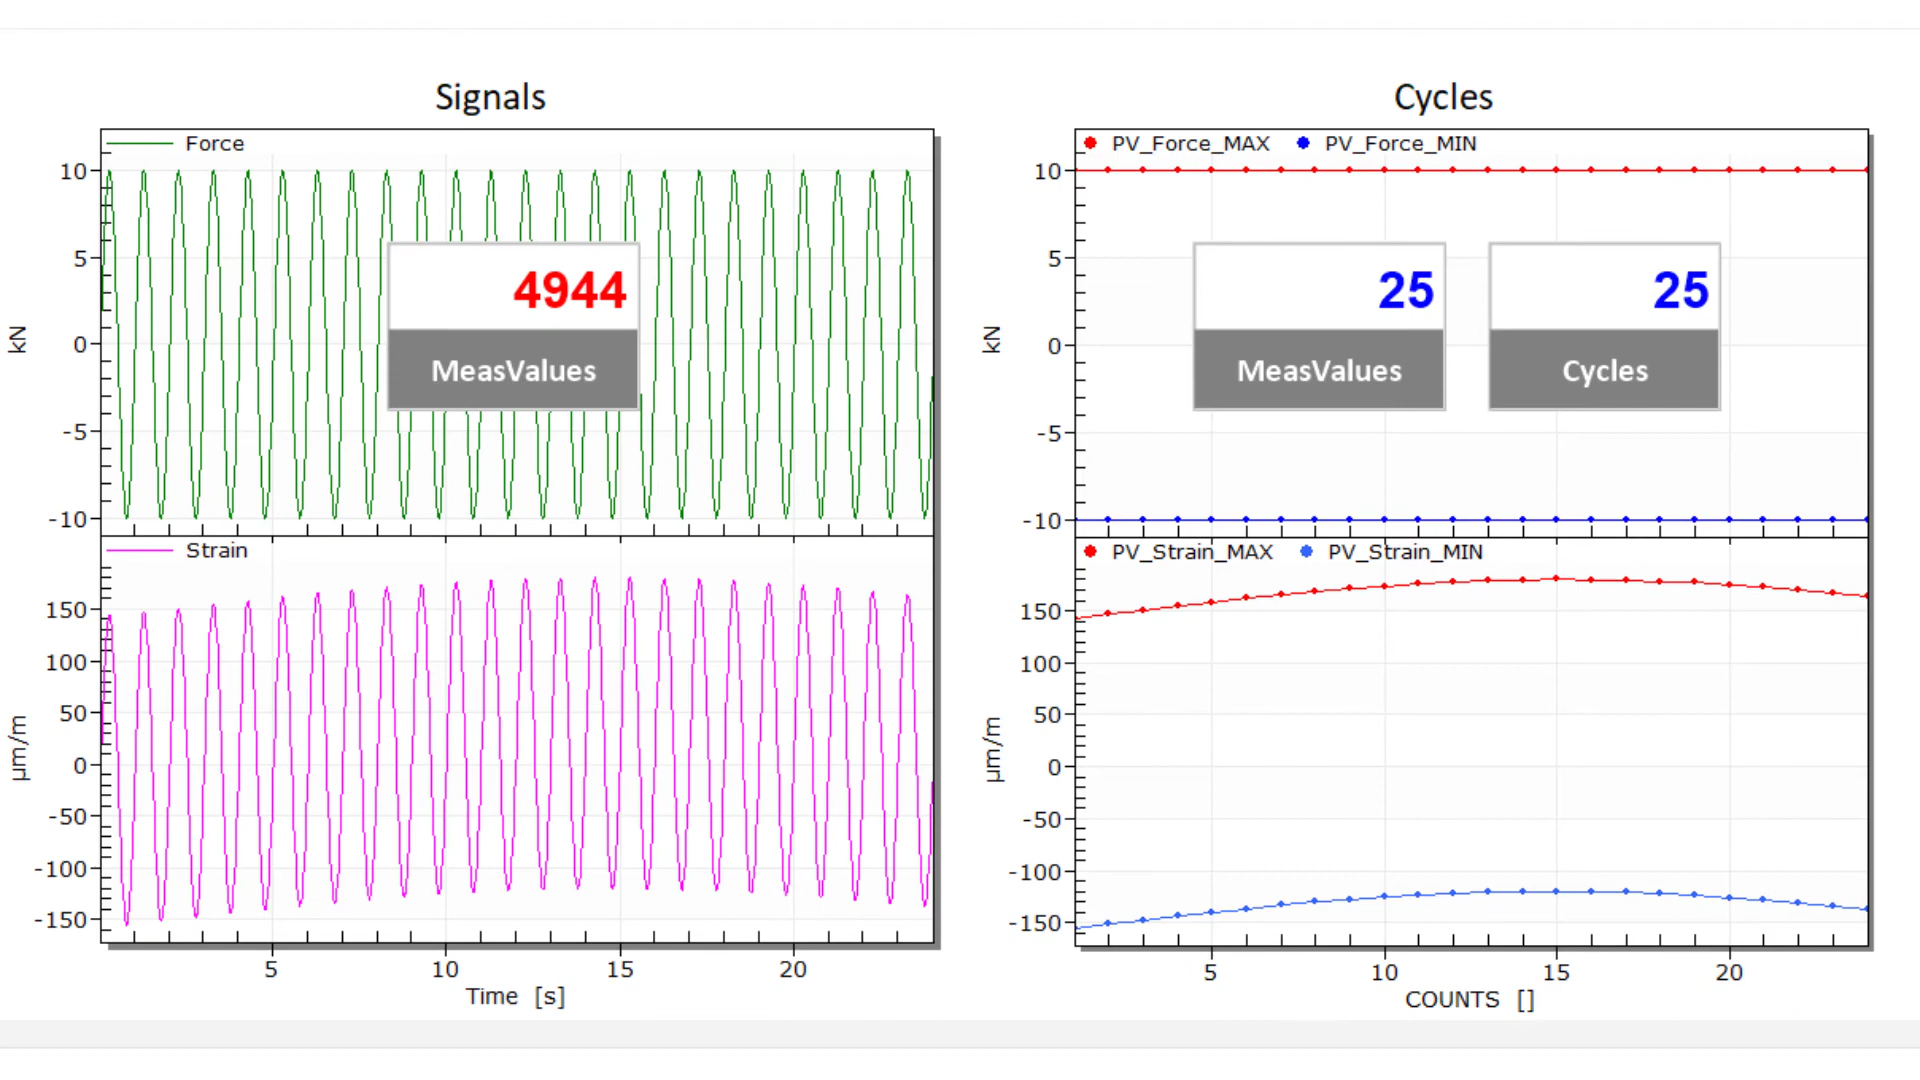 Signals
Force
10
5
0
-5
-10
kN
4944
MeasValues
Strain
150
100
50
0
-50
-100
-150
µm/m
5 10 15 20
Time [s]
Cycles
PV_Force_MAX PV_Force_MIN
10
5
0
-5
-10
kN
25
MeasValues
25
Cycles
PV_Strain_MAX PV_Strain_MIN
150
100
50
0
-50
-100
-150
µm/m
5 10 15 20
COUNTS []